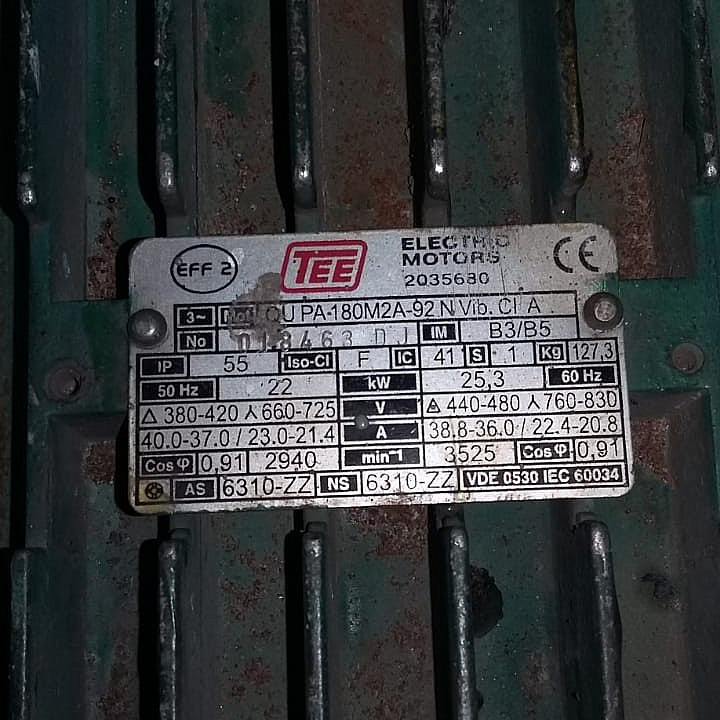 EFF 2 TEE ELECTRIC MOTORS CE
2035680
3~ QU PA-180M2A-92 N Vib. Cl A
No 8463 DJ IM B3/B5
IP 55 Iso-Cl F IC 41 S 1 Kg 127,3
50 Hz 22 kW 25,3 60 Hz
△ 380-420 ⅄ 660-725 V △ 440-480 ⅄ 760-830
40.0-37.0 / 23.0-21.4 A 38.8-36.0 / 22.4-20.8
Cos φ 0,91 2940 min⁻¹ 3525 Cos φ 0,91
AS 6310-ZZ NS 6310-ZZ VDE 0530 IEC 60034